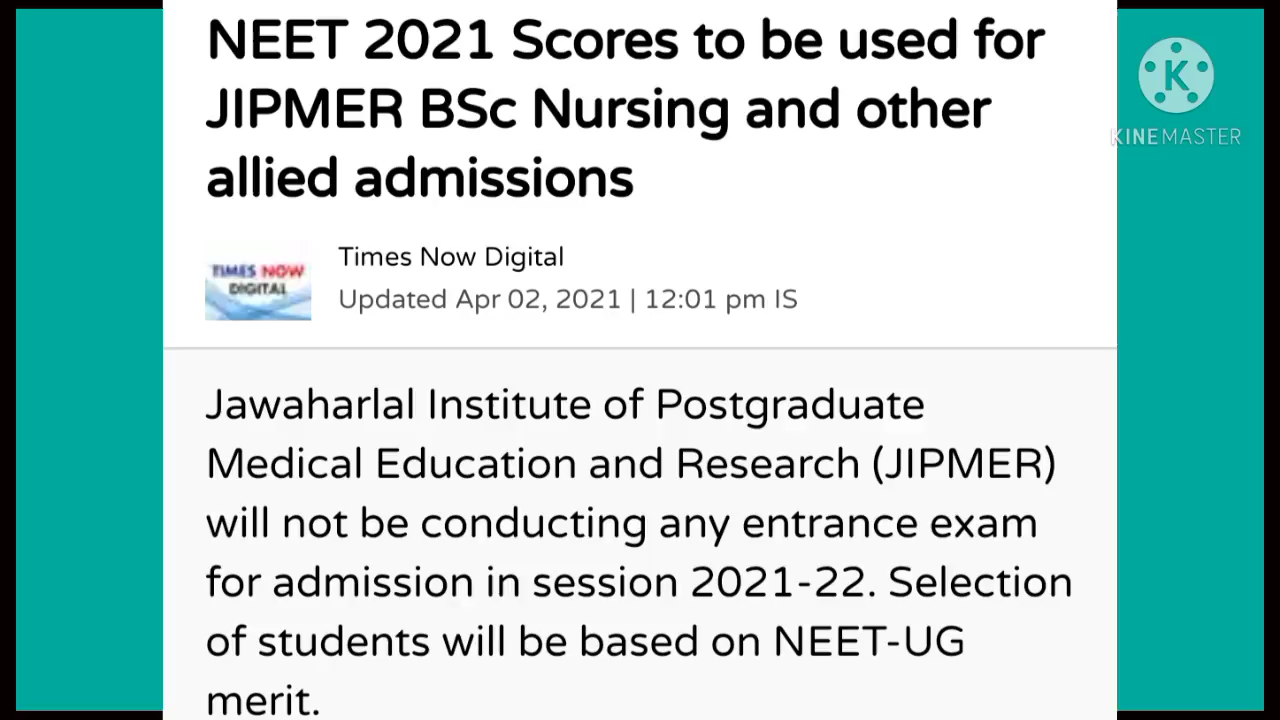 NEET 2021 Scores to be used for
JIPMER BSc Nursing and other
allied admissions
K
KINEMASTER
TIMES NOW
DIGITAL
Times Now Digital
Updated Apr 02, 2021 | 12:01 pm IS
Jawaharlal Institute of Postgraduate
Medical Education and Research (JIPMER)
will not be conducting any entrance exam
for admission in session 2021-22. Selection
of students will be based on NEET-UG
merit.